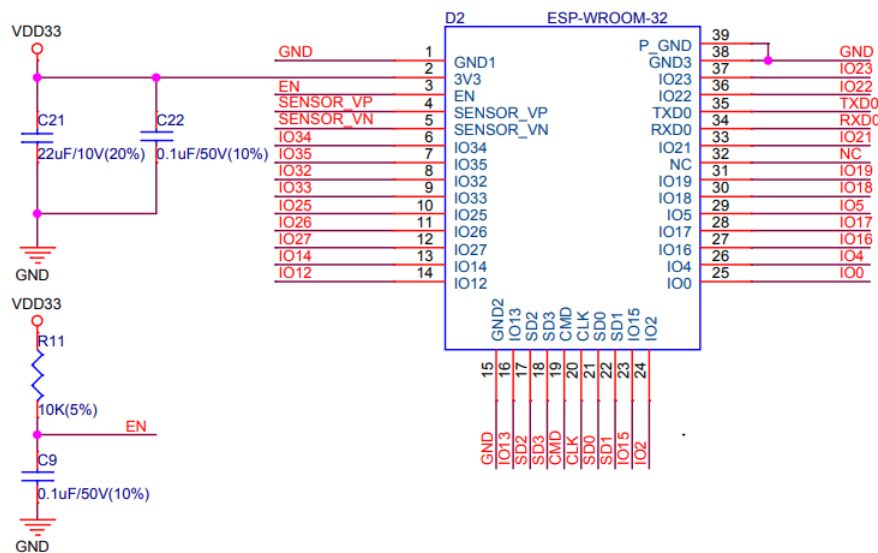 D2 ESP-WROOM-32
VDD33
C21
22uF/10V(20%)
C22
0.1uF/50V(10%)
GND
VDD33
R11
10K(5%)
EN
C9
0.1uF/50V(10%)
GND
GND 1 GND1
2 3V3
EN 3 EN
SENSOR_VP 4 SENSOR_VP
SENSOR_VN 5 SENSOR_VN
IO34 6 IO34
IO35 7 IO35
IO32 8 IO32
IO33 9 IO33
IO25 10 IO25
IO26 11 IO26
IO27 12 IO27
IO14 13 IO14
IO12 14 IO12
P_GND 39
GND3 38 GND
IO23 37 IO23
IO22 36 IO22
TXD0 35 TXD0
RXD0 34 RXD0
IO21 33 IO21
NC 32 NC
IO19 31 IO19
IO18 30 IO18
IO5 29 IO5
IO17 28 IO17
IO16 27 IO16
IO4 26 IO4
IO0 25 IO0
GND2 15 GND
IO13 16 IO13
SD2 17 SD2
SD3 18 SD3
CMD 19 CMD
CLK 20 CLK
SD0 21 SD0
SD1 22 SD1
IO15 23 IO15
IO2 24 IO2